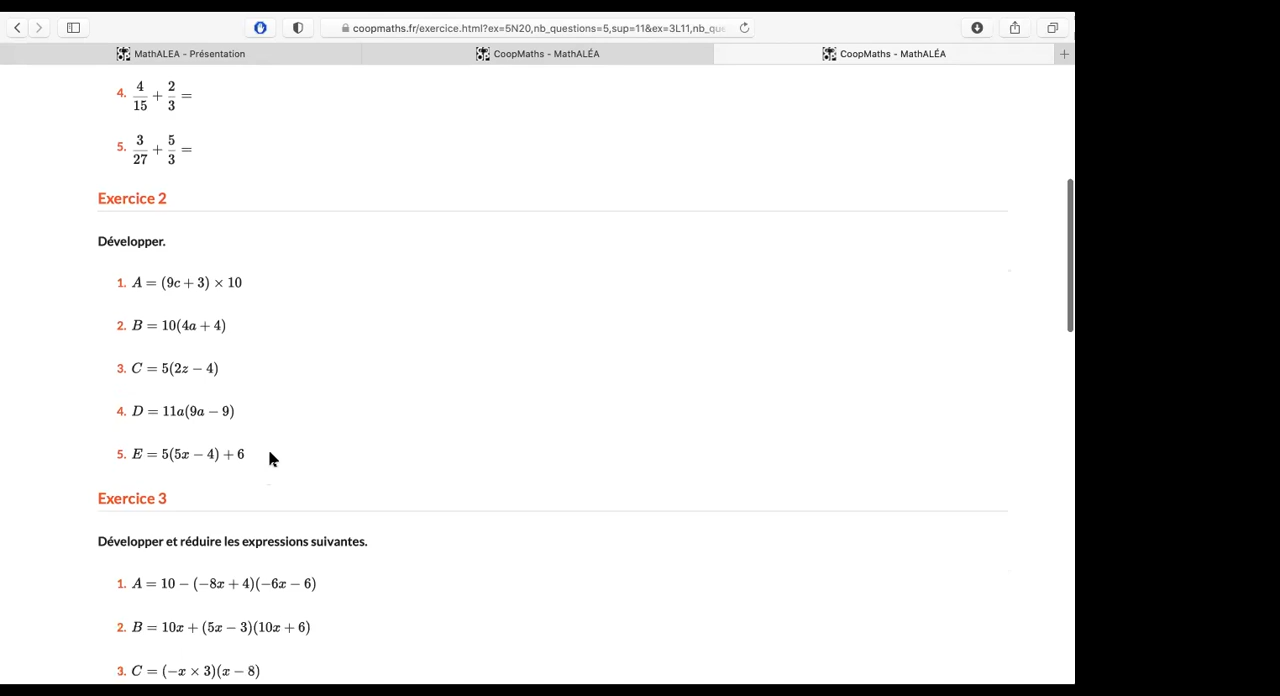 coopmaths.fr/exercice.html?ex=5N20,nb_questions=5,sup=11&ex=3L11,nb_que
MathALEA - Présentation
CoopMaths - MathALÉA
CoopMaths - MathALÉA
4. 4/15 + 2/3 =
5. 3/27 + 5/3 =
Exercice 2
Développer.
1. A = (9c + 3) × 10
2. B = 10(4a + 4)
3. C = 5(2z − 4)
4. D = 11a(9a − 9)
5. E = 5(5x − 4) + 6
Exercice 3
Développer et réduire les expressions suivantes.
1. A = 10 − (−8x + 4)(−6x − 6)
2. B = 10x + (5x − 3)(10x + 6)
3. C = (−x × 3)(x − 8)